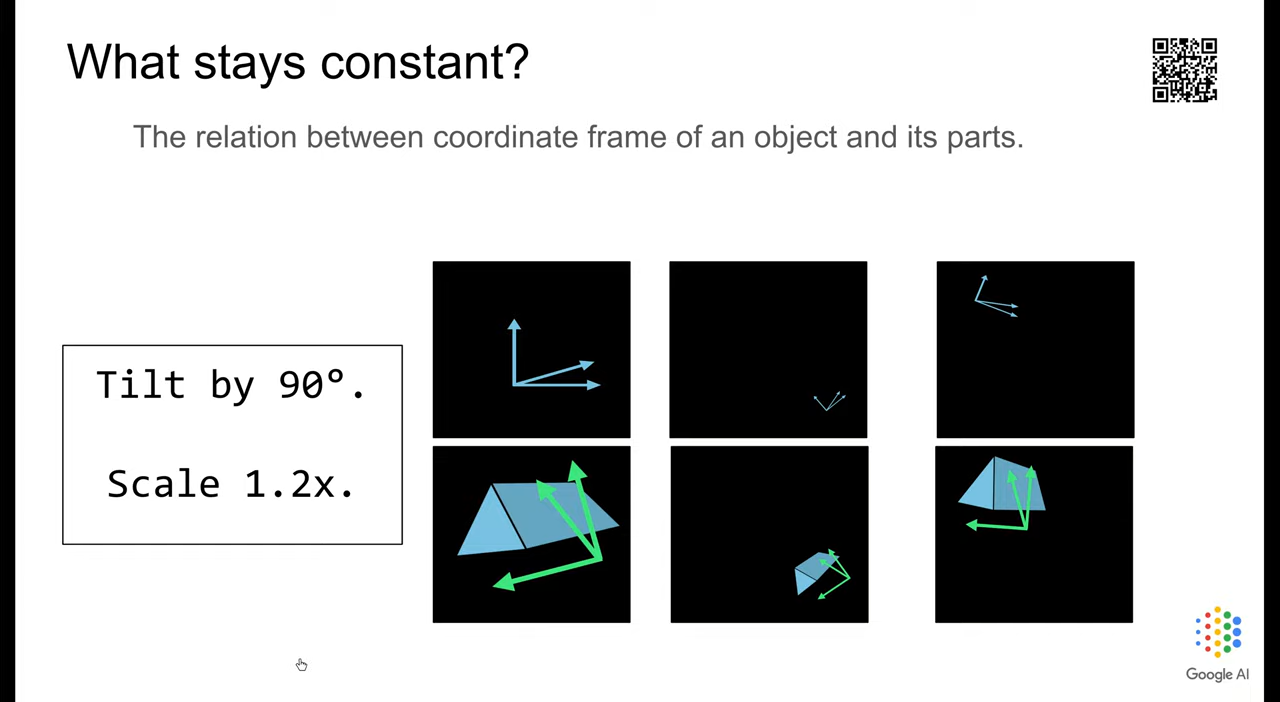 What stays constant?
The relation between coordinate frame of an object and its parts.
Tilt by 90°.
Scale 1.2x.
Google AI